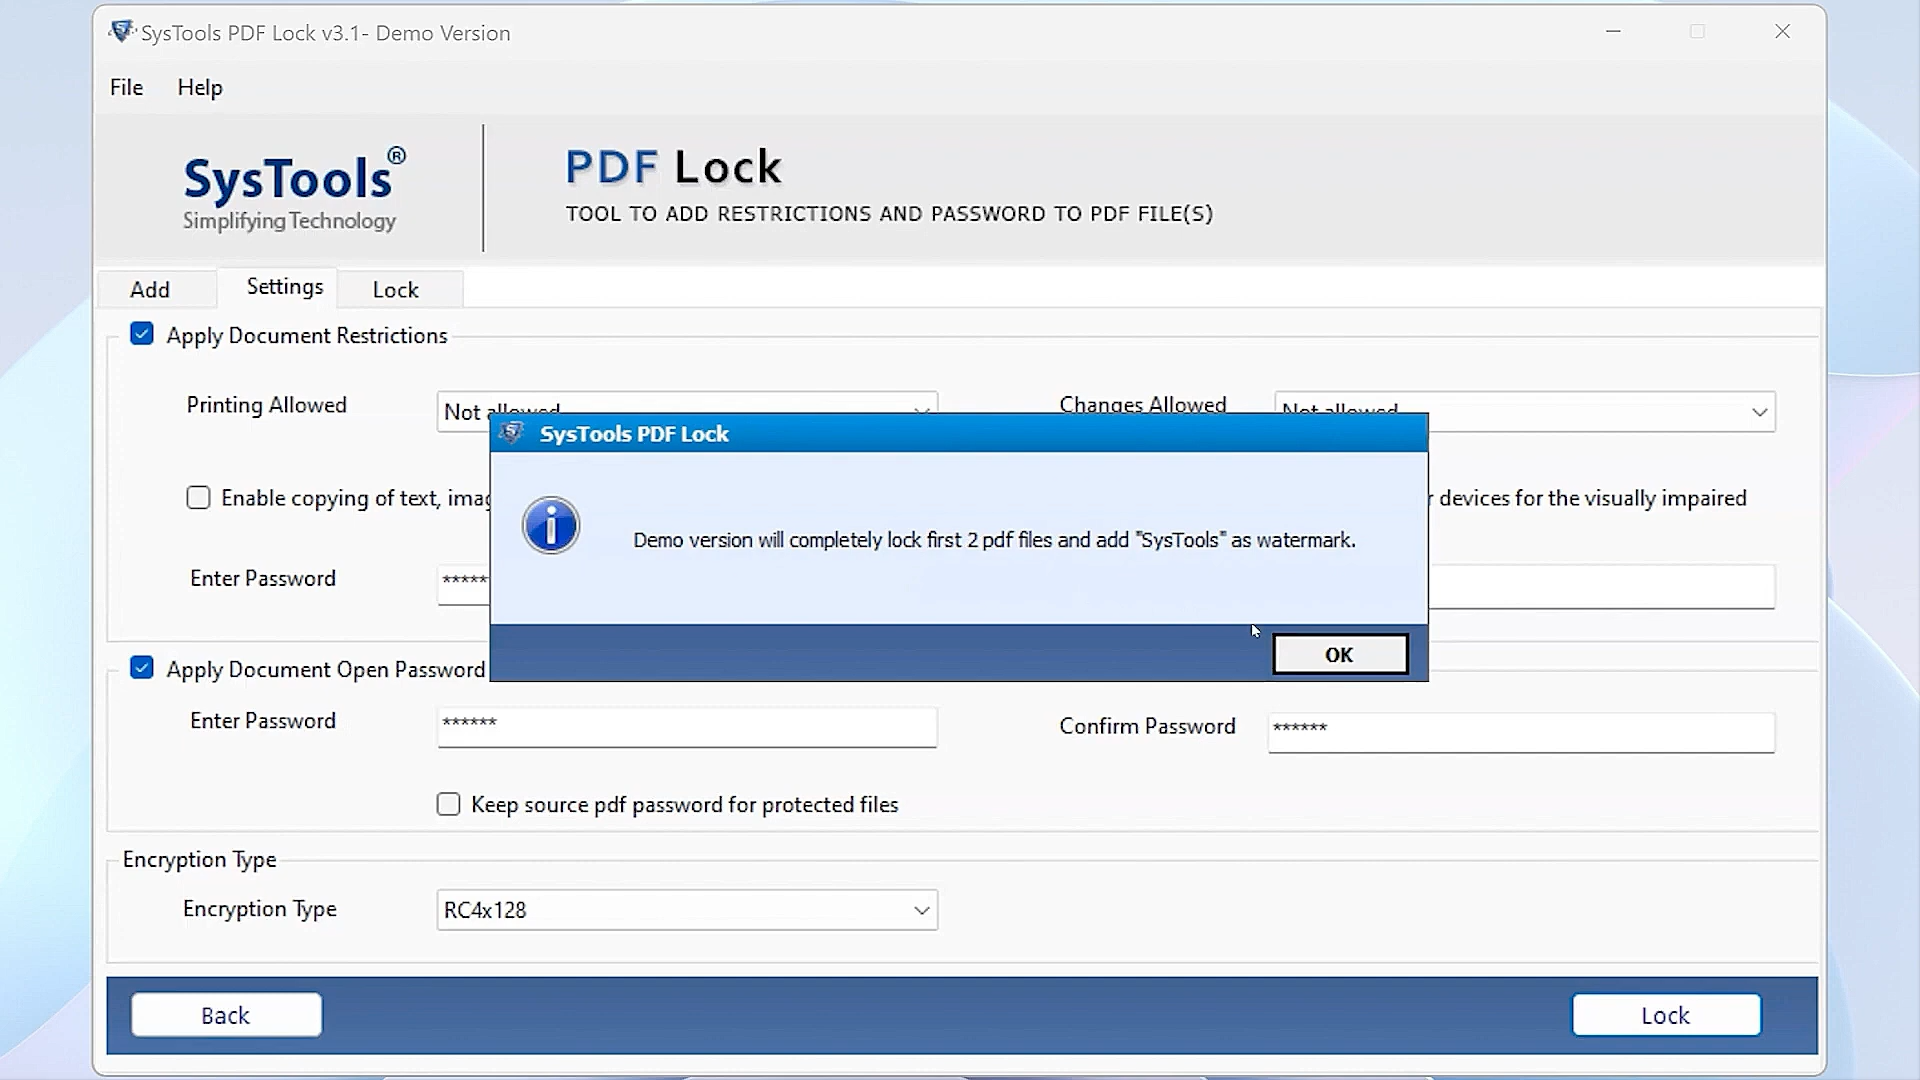 SysTools PDF Lock v3.1- Demo Version
File Help
SysTools®
Simplifying Technology
PDF Lock
TOOL TO ADD RESTRICTIONS AND PASSWORD TO PDF FILE(S)
Add Settings Lock
Apply Document Restrictions
Printing Allowed Not allowed Changes Allowed Not allowed
SysTools PDF Lock
Enable copying of text, devices for the visually impaired
Demo version will completely lock first 2 pdf files and add "SysTools" as watermark.
Enter Password *****
OK
Apply Document Open Password
Enter Password ****** Confirm Password ******
Keep source pdf password for protected files
Encryption Type
Encryption Type RC4x128
Back Lock